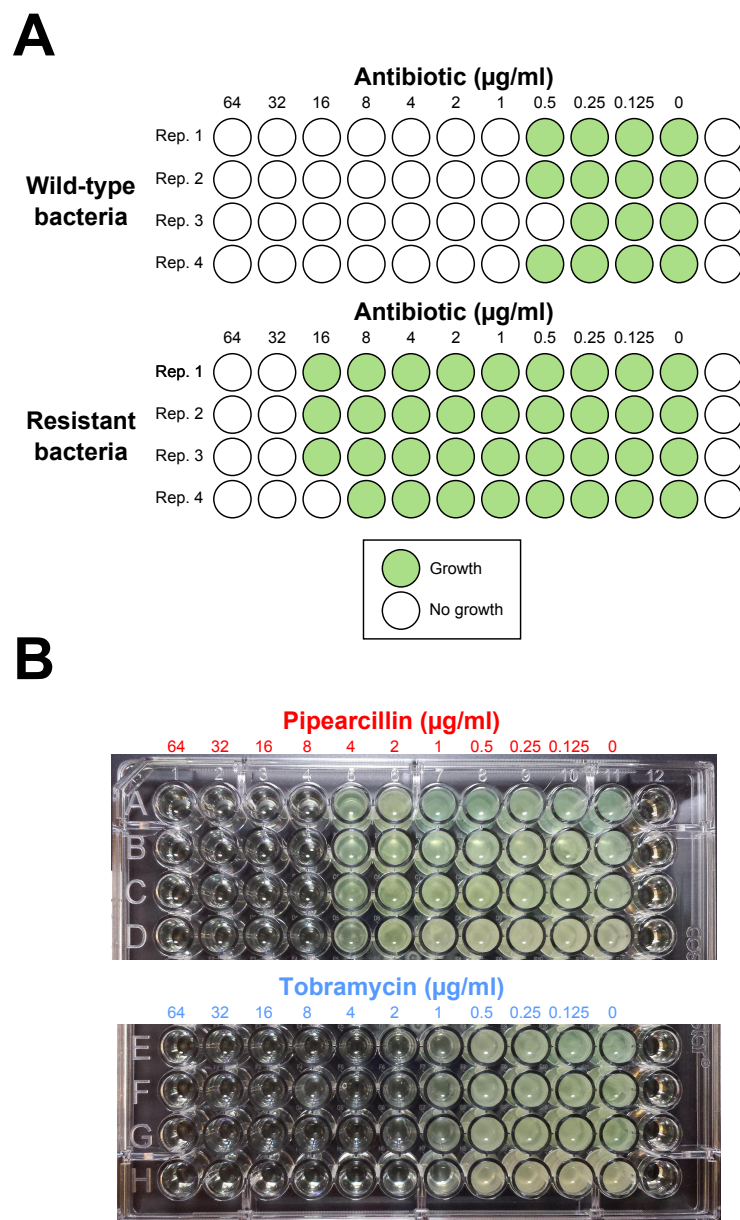 A
Antibiotic (µg/ml)
64 32 16 8 4 2 1 0.5 0.25 0.125 0
Rep. 1
Rep. 2
Wild-type
bacteria
Rep. 3
Rep. 4
Antibiotic (µg/ml)
64 32 16 8 4 2 1 0.5 0.25 0.125 0
Rep. 1
Rep. 2
Resistant
bacteria
Rep. 3
Rep. 4
Growth
No growth
B
Pipearcillin (µg/ml)
64 32 16 8 4 2 1 0.5 0.25 0.125 0
1 2 3 4 5 6 7 8 9 10 11 12
A
B
C
D
Tobramycin (µg/ml)
64 32 16 8 4 2 1 0.5 0.25 0.125 0
E
F
G
H